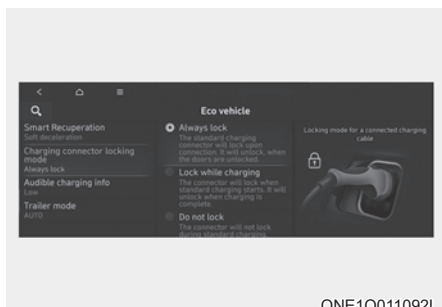 Eco vehicle
Smart Recuperation
Soft deceleration
Charging connector locking
mode
Always lock
Audible charging info
Low
Trailer mode
AUTO
Always lock
The standard charging
connector will lock upon
connection. It will unlock, when
the doors are unlocked.
Lock while charging
The connector will lock when
standard charging starts. It will
unlock when charging is
complete.
Do not lock
The connector will not lock
during standard charging.
Locking mode for a connected charging
cable
ONE1Q011092L